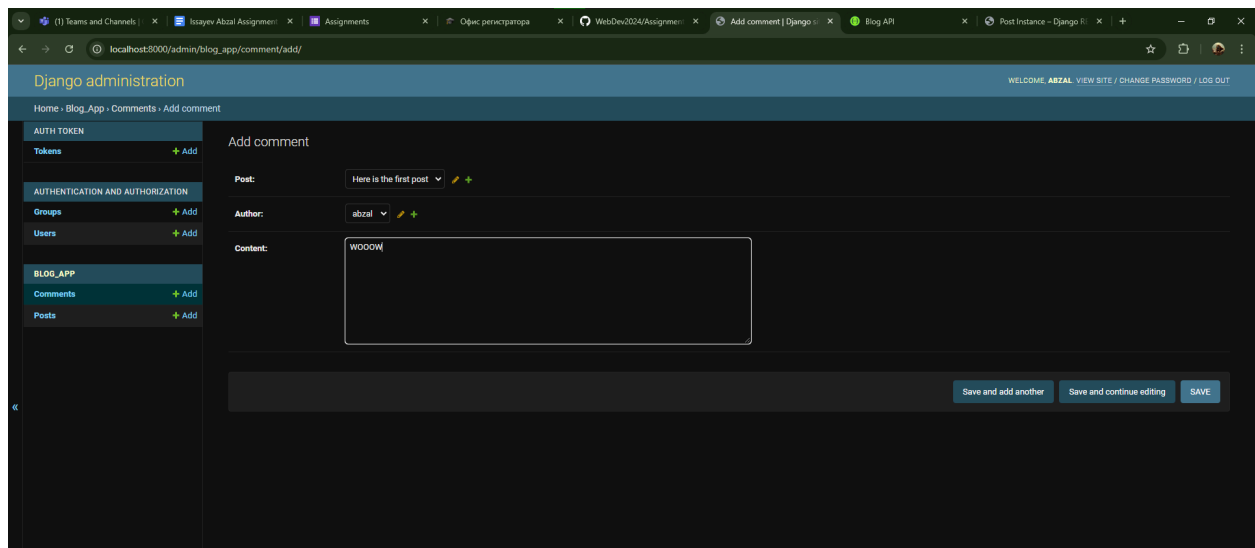 (1) Teams and Channels | Issayev Abzal Assignment Assignments Офис регистратора WebDev2024/Assignmen Add comment | Django si Blog API Post Instance – Django RE
localhost:8000/admin/blog_app/comment/add/
Django administration WELCOME, ABZAL. VIEW SITE / CHANGE PASSWORD / LOG OUT
Home › Blog_App › Comments › Add comment
AUTH TOKEN
Tokens + Add
AUTHENTICATION AND AUTHORIZATION
Groups + Add
Users + Add
BLOG_APP
Comments + Add
Posts + Add
«
Add comment
Post: Here is the first post
Author: abzal
Content: WOOOW
Save and add another Save and continue editing SAVE